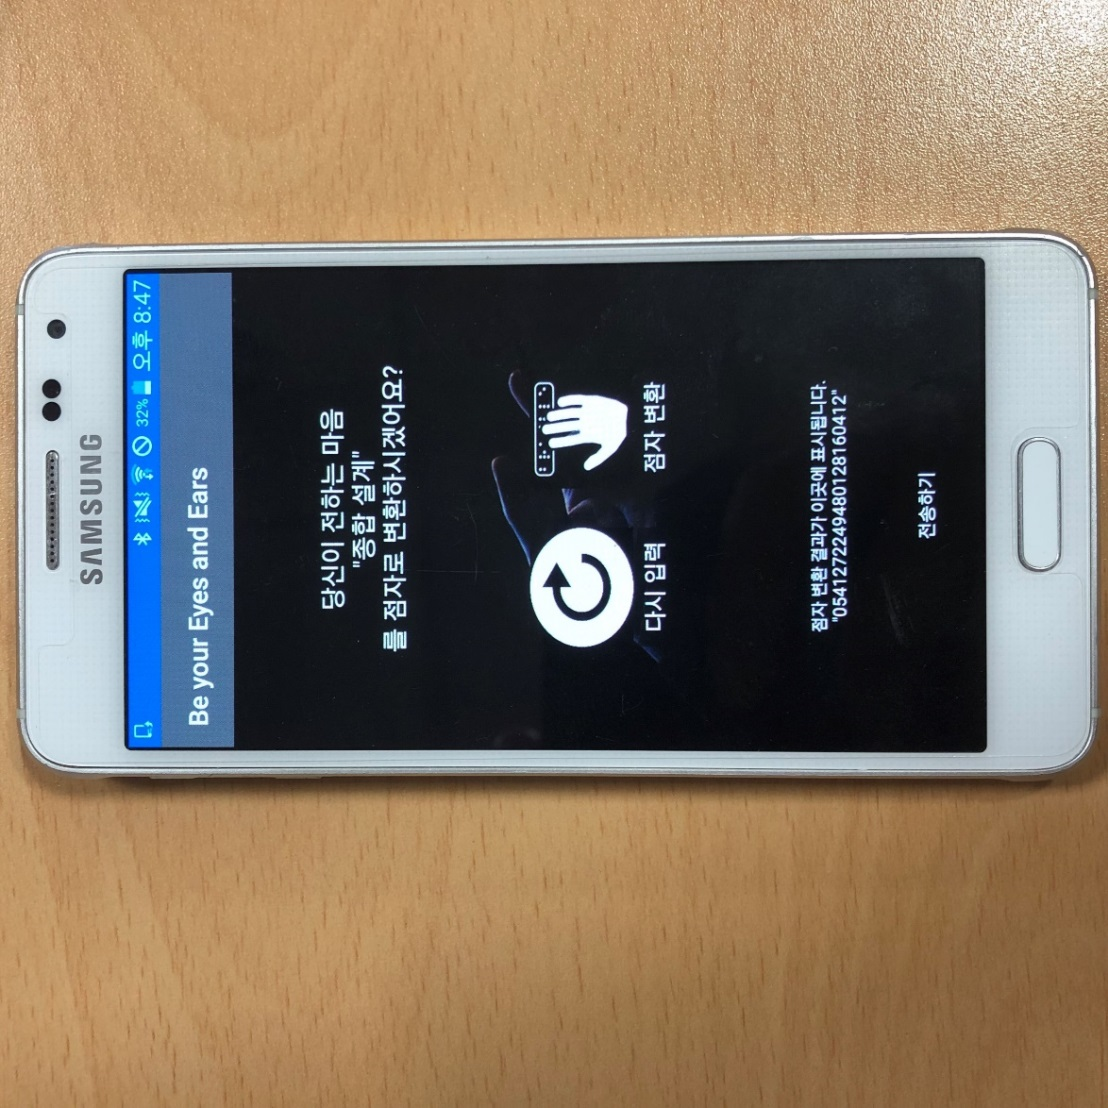 SAMSUNG
32% 오후 8:47
Be your Eyes and Ears
당신이 전하는 마음
"종합 설계"
를 점자로 변환하시겠어요?
다시 입력
점자 변환
점자 변환 결과가 이곳에 표시됩니다.
"0541272249480128160412"
전송하기